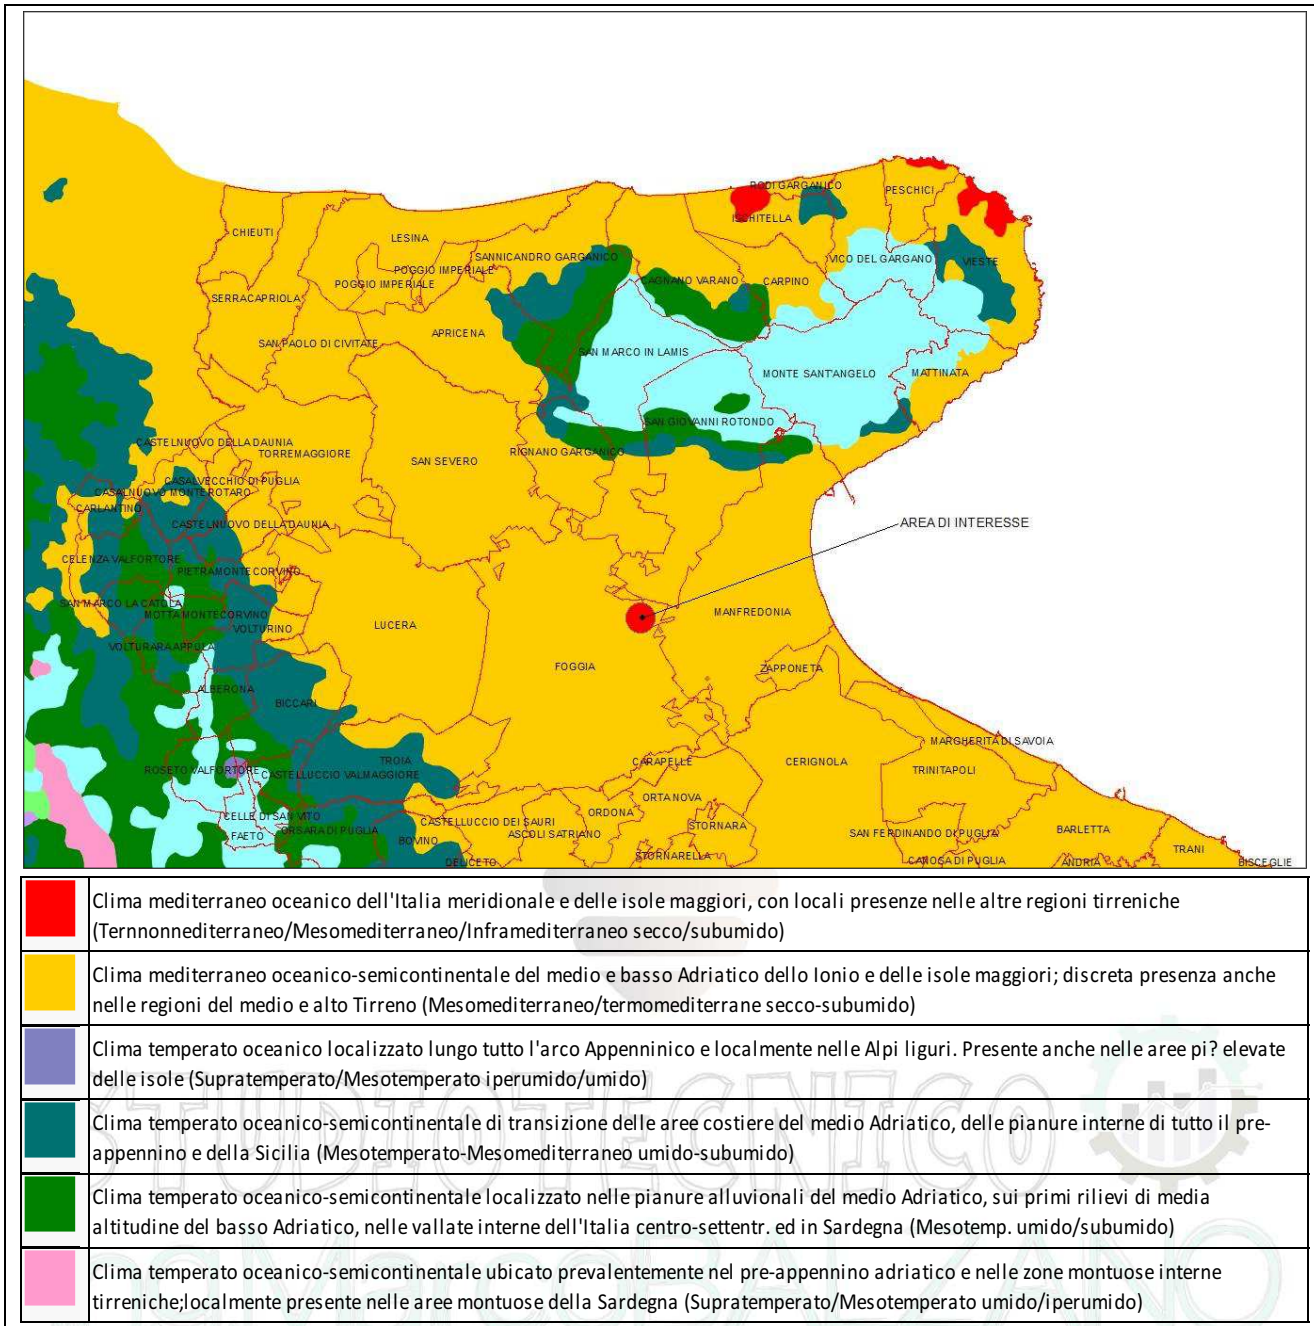 RODI GARGANICO
PESCHICI
ISCHITELLA
CHIEUTI
LESINA
SANNICANDRO GARGANICO
VICO DEL GARGANO
VIESTE
POGGIO IMPERIALE
POGGIO IMPERIALE
CAGNANO VARANO
CARPINO
SERRACAPRIOLA
APRICENA
SAN PAOLO DI CIVITATE
SAN MARCO IN LAMIS
MONTE SANT'ANGELO
MATTINATA
SAN GIOVANNI ROTONDO
CASTELNUOVO DELLA DAUNIA
TORREMAGGIORE
RIGNANO GARGANICO
SAN SEVERO
CASALVECCHIO DI PUGLIA
CASALNUOVO MONTEROTARO
CARLANTINO
CASTELNUOVO DELLA DAUNIA
AREA DI INTERESSE
CELENZA VALFORTORE
PIETRAMONTECORVINO
SAN MARCO LA CATOLA
MOTTA MONTECORVINO
MANFREDONIA
VOLTURINO
LUCERA
VOLTURARA APPULA
FOGGIA
ZAPPONETA
ALBERONA
BICCARI
MARGHERITA DI SAVOIA
TROIA
CARAPELLE
CERIGNOLA
ROSETO VALFORTORE
CASTELLUCCIO VALMAGGIORE
TRINITAPOLI
ORTA NOVA
CELLE DI SAN VITO
ORDONA
CASTELLUCCIO DEI SAURI
STORNARA
FAETO
ORSARA DI PUGLIA
ASCOLI SATRIANO
SAN FERDINANDO DI PUGLIA
BARLETTA
BOVINO
TRANI
STORNARELLA
DELICETO
CANOSA DI PUGLIA
ANDRIA
BISCEGLIE
Clima mediterraneo oceanico dell'Italia meridionale e delle isole maggiori, con locali presenze nelle altre regioni tirreniche
(Ternnonnediterraneo/Mesomediterraneo/Inframediterraneo secco/subumido)
Clima mediterraneo oceanico-semicontinentale del medio e basso Adriatico dello Ionio e delle isole maggiori; discreta presenza anche
nelle regioni del medio e alto Tirreno (Mesomediterraneo/termomediterrane secco-subumido)
Clima temperato oceanico localizzato lungo tutto l'arco Appenninico e localmente nelle Alpi liguri. Presente anche nelle aree pi? elevate
delle isole (Supratemperato/Mesotemperato iperumido/umido)
Clima temperato oceanico-semicontinentale di transizione delle aree costiere del medio Adriatico, delle pianure interne di tutto il pre-
appennino e della Sicilia (Mesotemperato-Mesomediterraneo umido-subumido)
Clima temperato oceanico-semicontinentale localizzato nelle pianure alluvionali del medio Adriatico, sui primi rilievi di media
altitudine del basso Adriatico, nelle vallate interne dell'Italia centro-settentr. ed in Sardegna (Mesotemp. umido/subumido)
Clima temperato oceanico-semicontinentale ubicato prevalentemente nel pre-appennino adriatico e nelle zone montuose interne
tirreniche;localmente presente nelle aree montuose della Sardegna (Supratemperato/Mesotemperato umido/iperumido)
STUDIOTECNICO
MarcoBALZANO